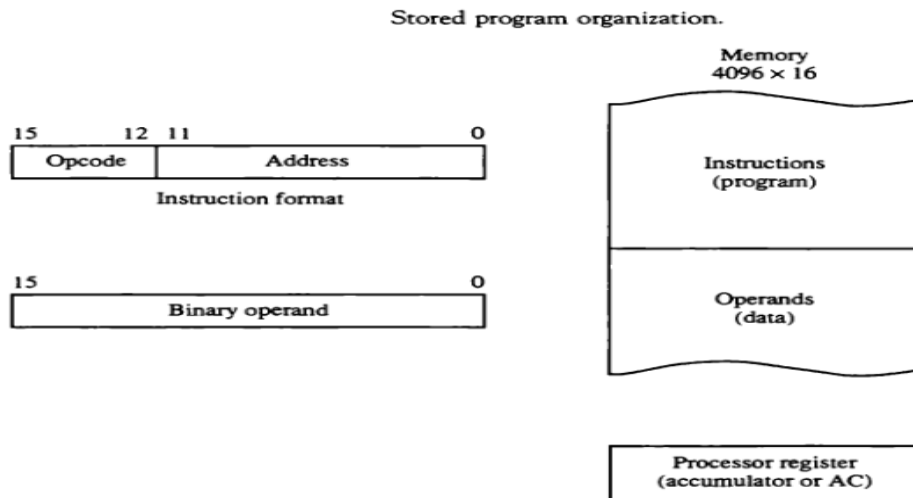 Stored program organization.
Memory
4096 × 16
15 12 11 0
Opcode Address
Instruction format
Instructions
(program)
15 0
Binary operand
Operands
(data)
Processor register
(accumulator or AC)